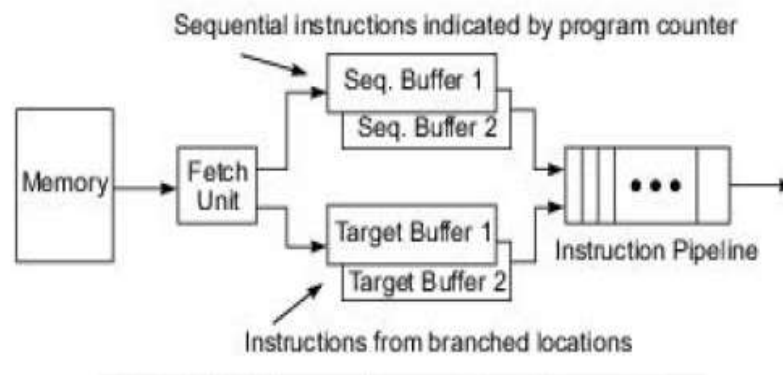 Sequential instructions indicated by program counter
Seq. Buffer 1
Seq. Buffer 2
Memory
Fetch
Unit
Target Buffer 1
Target Buffer 2
Instruction Pipeline
Instructions from branched locations